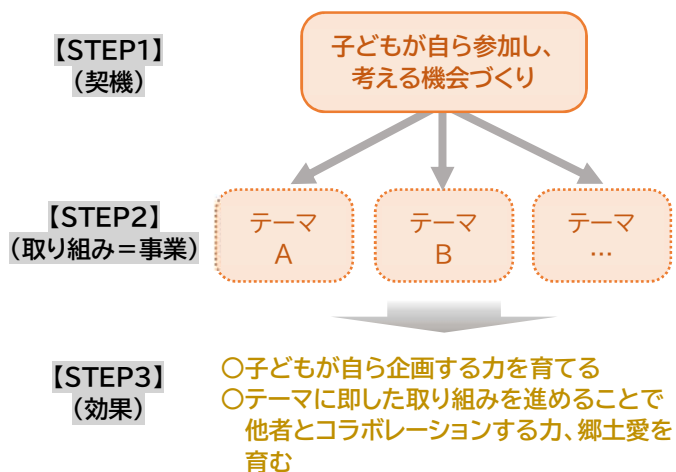 【STEP1】
（契機）
子どもが自ら参加し、
考える機会づくり
【STEP2】
（取り組み＝事業）
テーマ
A
テーマ
B
テーマ
…
【STEP3】
（効果）
〇子どもが自ら企画する力を育てる
〇テーマに即した取り組みを進めることで
他者とコラボレーションする力、郷土愛を
育む